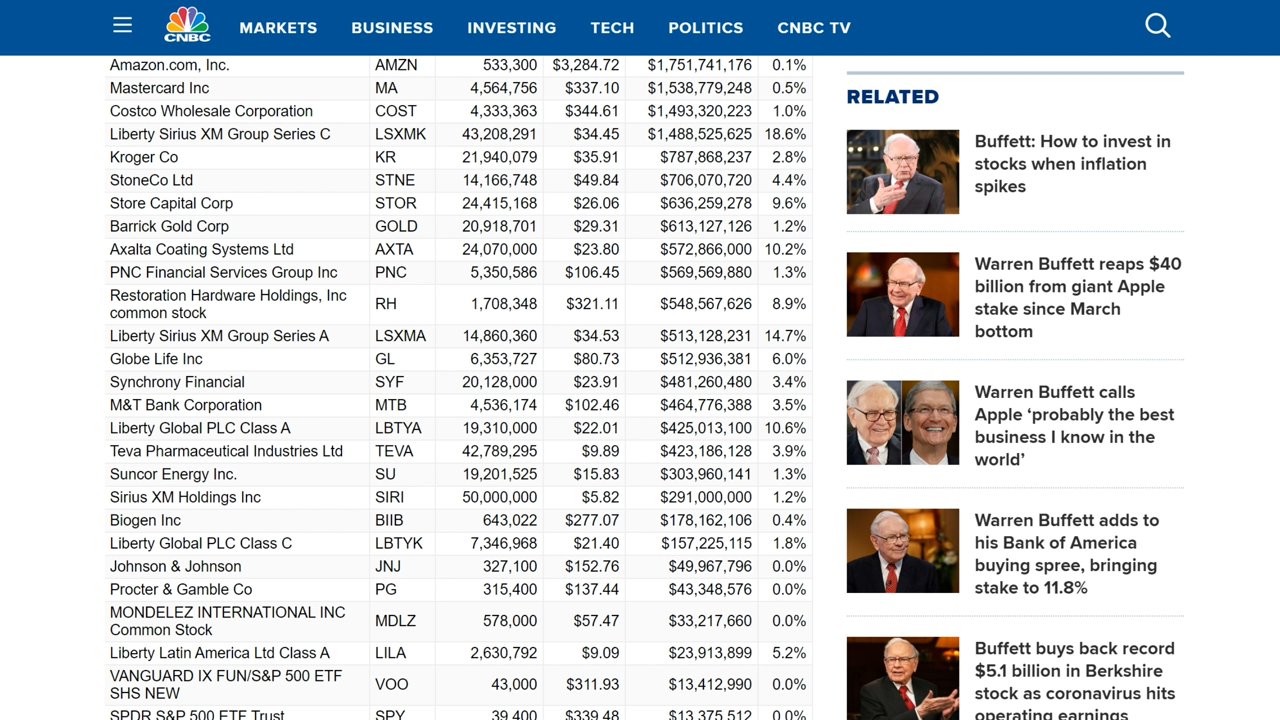 CNBC
MARKETS
BUSINESS
INVESTING
TECH
POLITICS
CNBC TV
Amazon.com, Inc. AMZN 533,300 $3,284.72 $1,751,741,176 0.1%
Mastercard Inc MA 4,564,756 $337.10 $1,538,779,248 0.5%
Costco Wholesale Corporation COST 4,333,363 $344.61 $1,493,320,223 1.0%
Liberty Sirius XM Group Series C LSXMK 43,208,291 $34.45 $1,488,525,625 18.6%
Kroger Co KR 21,940,079 $35.91 $787,868,237 2.8%
StoneCo Ltd STNE 14,166,748 $49.84 $706,070,720 4.4%
Store Capital Corp STOR 24,415,168 $26.06 $636,259,278 9.6%
Barrick Gold Corp GOLD 20,918,701 $29.31 $613,127,126 1.2%
Axalta Coating Systems Ltd AXTA 24,070,000 $23.80 $572,866,000 10.2%
PNC Financial Services Group Inc PNC 5,350,586 $106.45 $569,569,880 1.3%
Restoration Hardware Holdings, Inc
common stock RH 1,708,348 $321.11 $548,567,626 8.9%
Liberty Sirius XM Group Series A LSXMA 14,860,360 $34.53 $513,128,231 14.7%
Globe Life Inc GL 6,353,727 $80.73 $512,936,381 6.0%
Synchrony Financial SYF 20,128,000 $23.91 $481,260,480 3.4%
M&T Bank Corporation MTB 4,536,174 $102.46 $464,776,388 3.5%
Liberty Global PLC Class A LBTYA 19,310,000 $22.01 $425,013,100 10.6%
Teva Pharmaceutical Industries Ltd TEVA 42,789,295 $9.89 $423,186,128 3.9%
Suncor Energy Inc. SU 19,201,525 $15.83 $303,960,141 1.3%
Sirius XM Holdings Inc SIRI 50,000,000 $5.82 $291,000,000 1.2%
Biogen Inc BIIB 643,022 $277.07 $178,162,106 0.4%
Liberty Global PLC Class C LBTYK 7,346,968 $21.40 $157,225,115 1.8%
Johnson & Johnson JNJ 327,100 $152.76 $49,967,796 0.0%
Procter & Gamble Co PG 315,400 $137.44 $43,348,576 0.0%
MONDELEZ INTERNATIONAL INC
Common Stock MDLZ 578,000 $57.47 $33,217,660 0.0%
Liberty Latin America Ltd Class A LILA 2,630,792 $9.09 $23,913,899 5.2%
VANGUARD IX FUN/S&P 500 ETF
SHS NEW VOO 43,000 $311.93 $13,412,990 0.0%
SPDR S&P 500 ETF Trust SPY 39,400 $339.48 $13,375,512 0.0%
RELATED
Buffett: How to invest in
stocks when inflation
spikes
Warren Buffett reaps $40
billion from giant Apple
stake since March
bottom
Warren Buffett calls
Apple ‘probably the best
business I know in the
world’
Warren Buffett adds to
his Bank of America
buying spree, bringing
stake to 11.8%
Buffett buys back record
$5.1 billion in Berkshire
stock as coronavirus hits
operating earnings